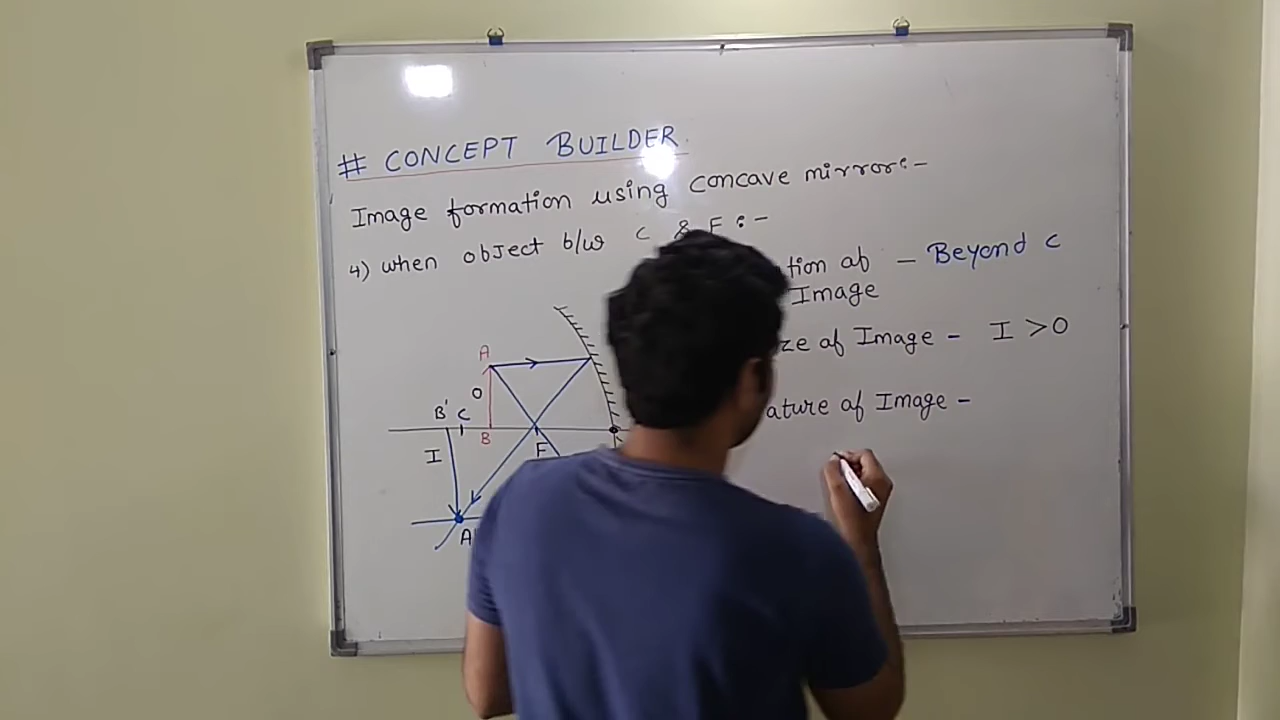 # CONCEPT BUILDER
Image formation using concave mirror:-
4) when object b/w C & F :-
tion of - Beyond C
Image
ze of Image - I > O
ature of Image -
A
O
B' C
B
F
I
A'